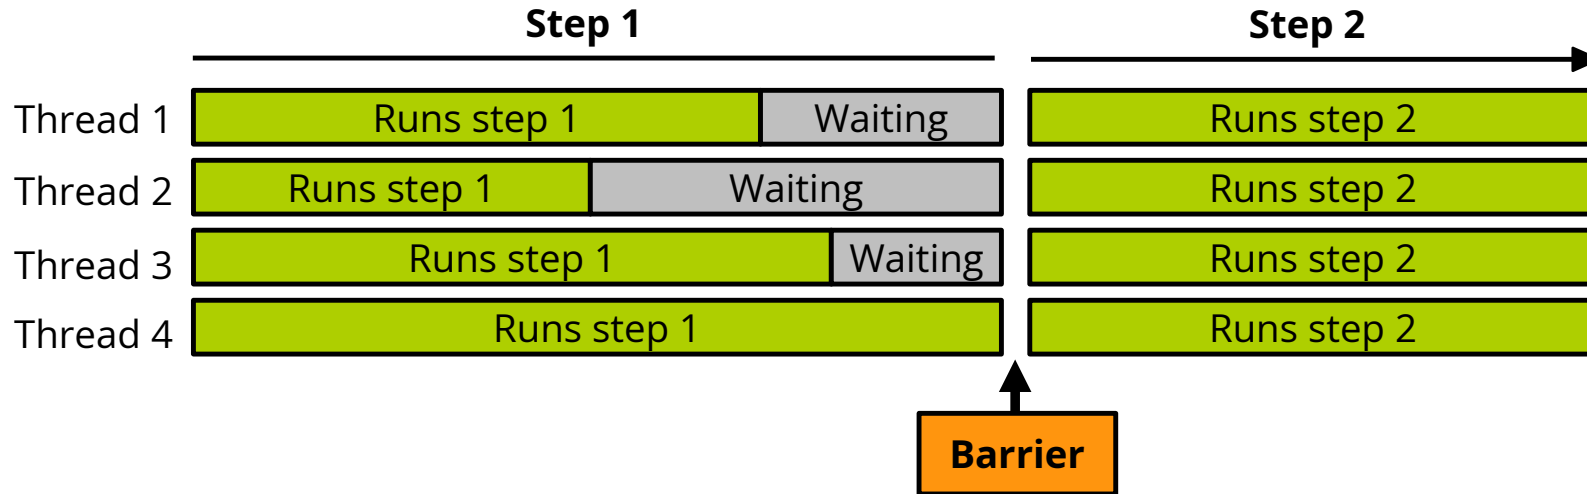 Step 1 Step 2
Thread 1 Runs step 1 Waiting Runs step 2
Thread 2 Runs step 1 Waiting Runs step 2
Thread 3 Runs step 1 Waiting Runs step 2
Thread 4 Runs step 1 Runs step 2
Barrier